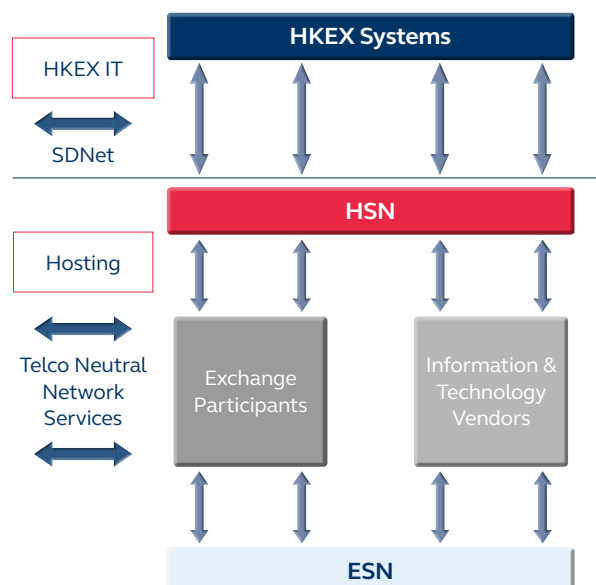 HKEX Systems
HKEX IT
SDNet
HSN
Hosting
Telco Neutral
Network
Services
Exchange
Participants
Information &
Technology
Vendors
ESN